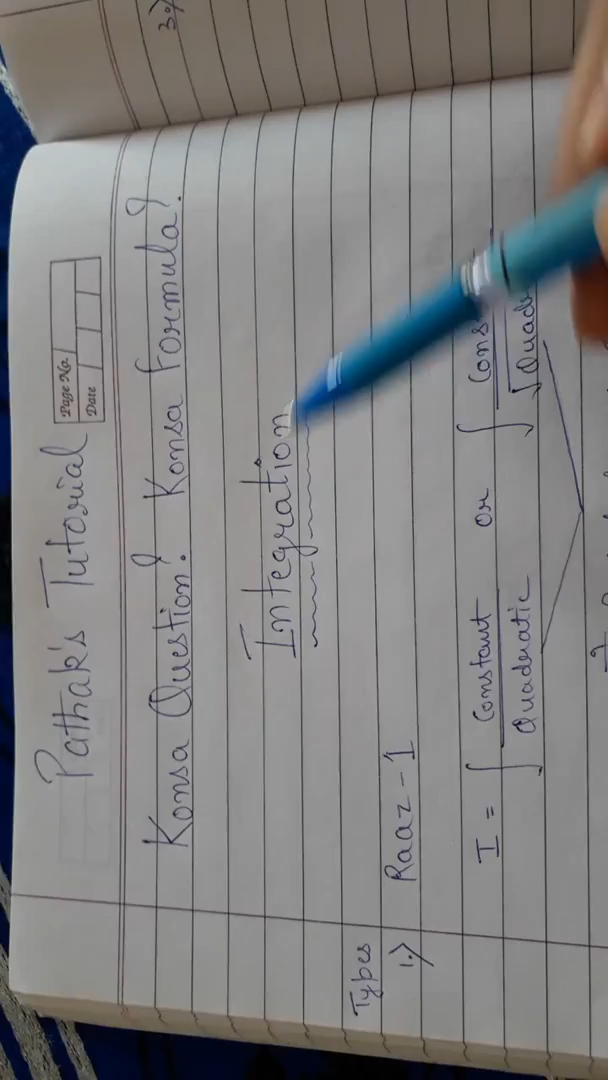 3.)
Page No.
Date
Pathak's Tutorial
Konsa Question? Konsa Formula?
Integration
Types
1.) Raaz - 1
I = ∫ Constant / Quadratic or ∫ Cons / √Quad